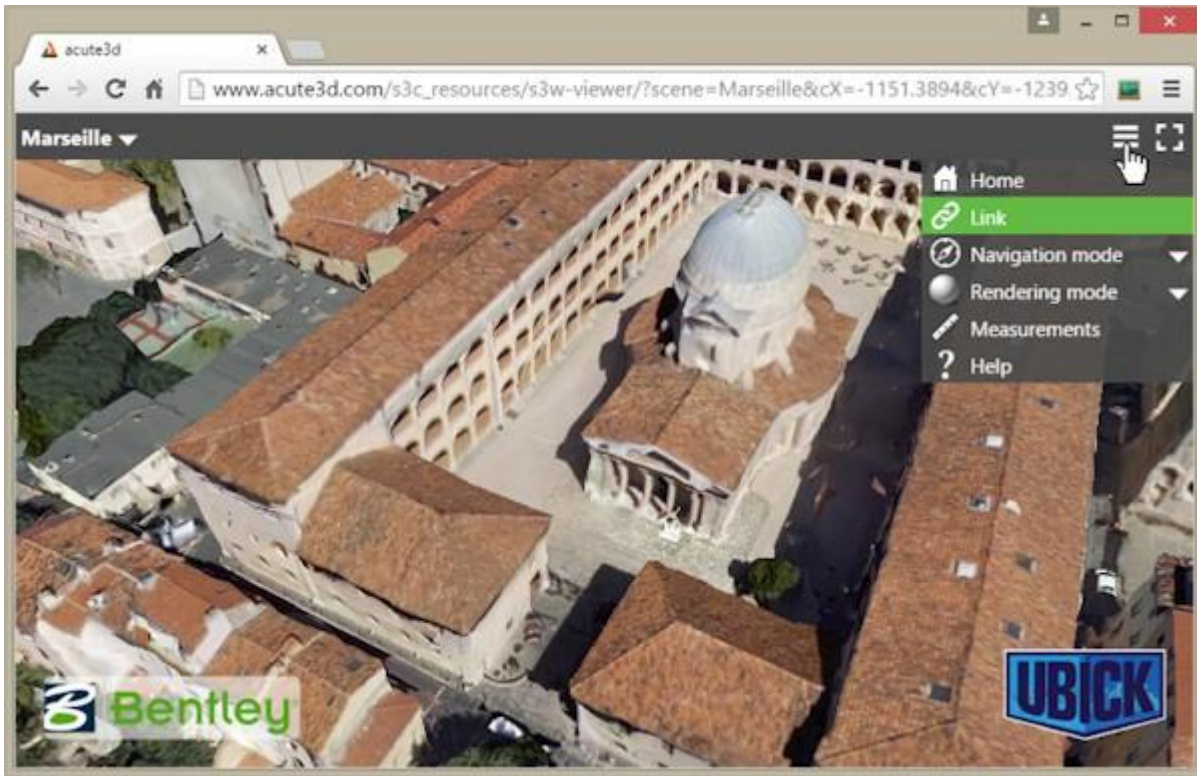 acute3d
www.acute3d.com/s3c_resources/s3w-viewer/?scene=Marseille&cX=-1151.3894&cY=-1239
Marseille
Home
Link
Navigation mode
Rendering mode
Measurements
? Help
Bentley
UBICK